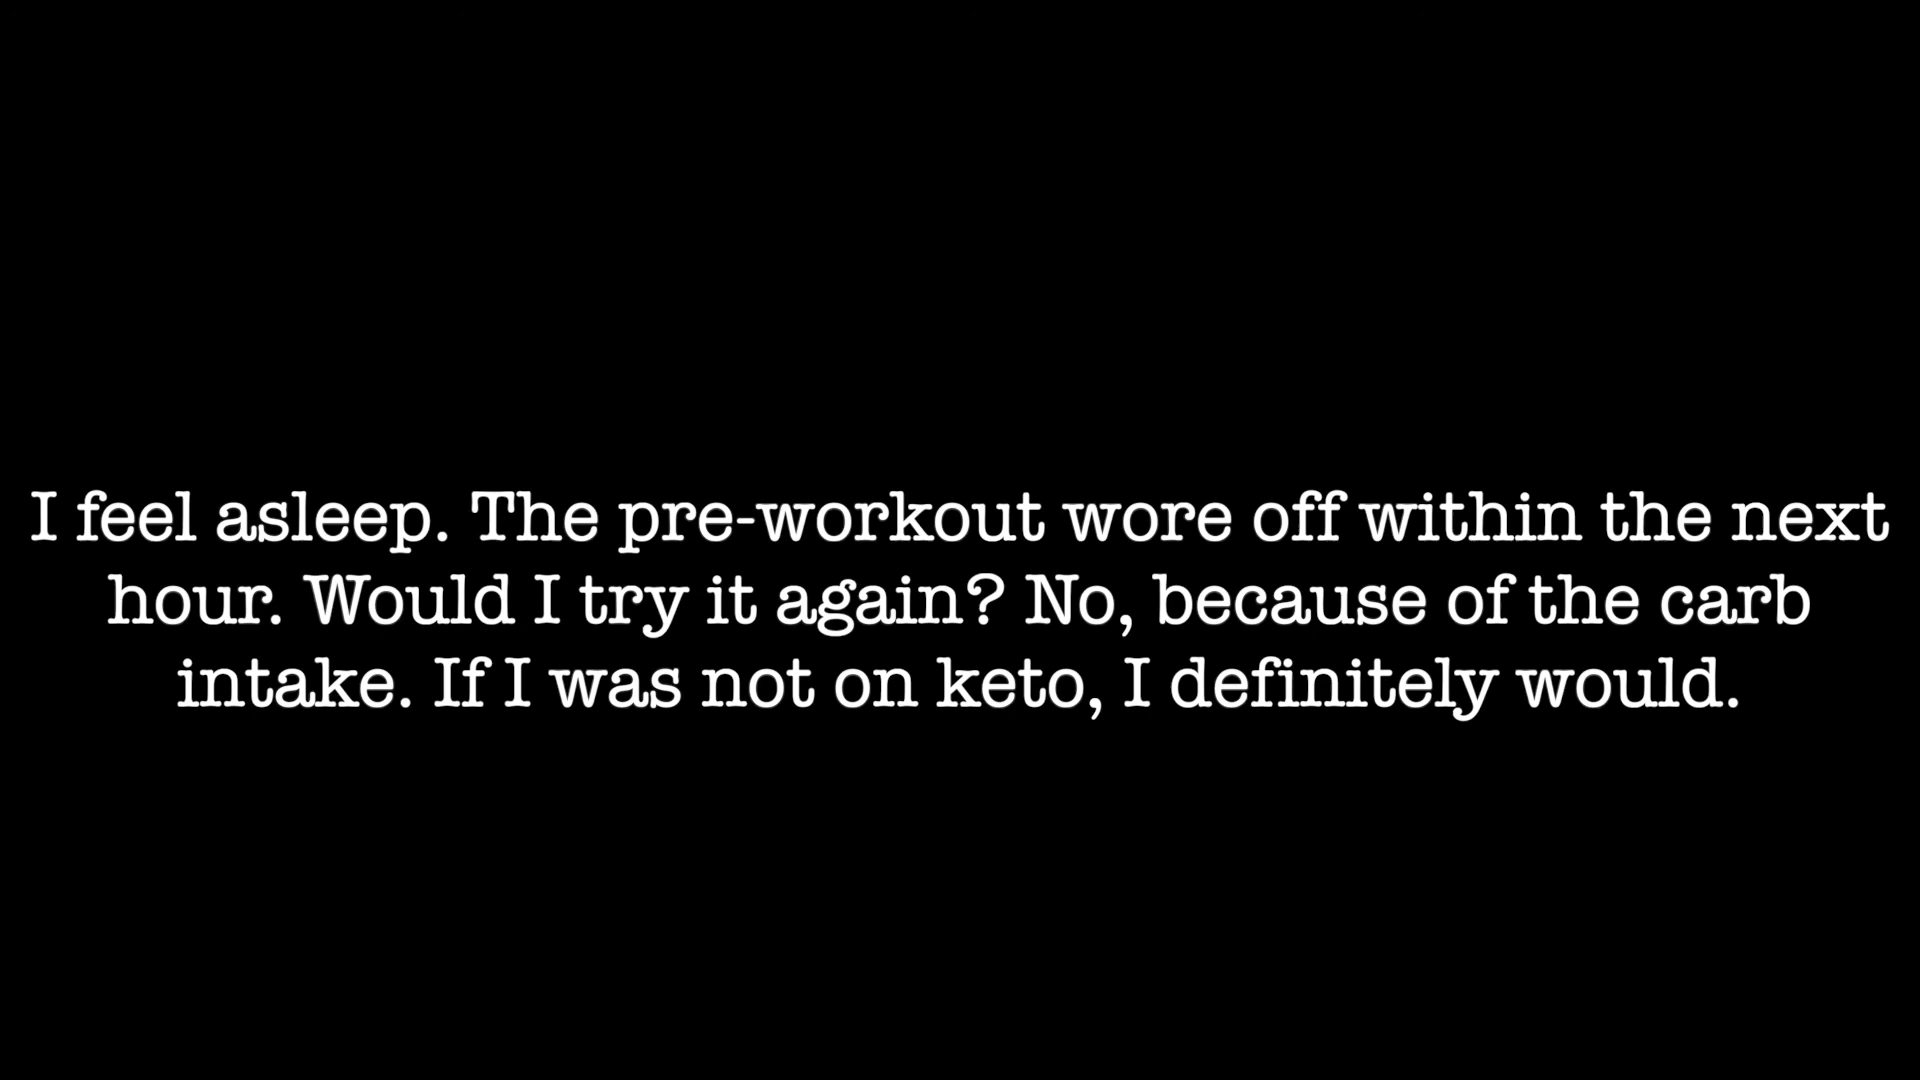 I feel asleep. The pre-workout wore off within the next
hour. Would I try it again? No, because of the carb
intake. If I was not on keto, I definitely would.